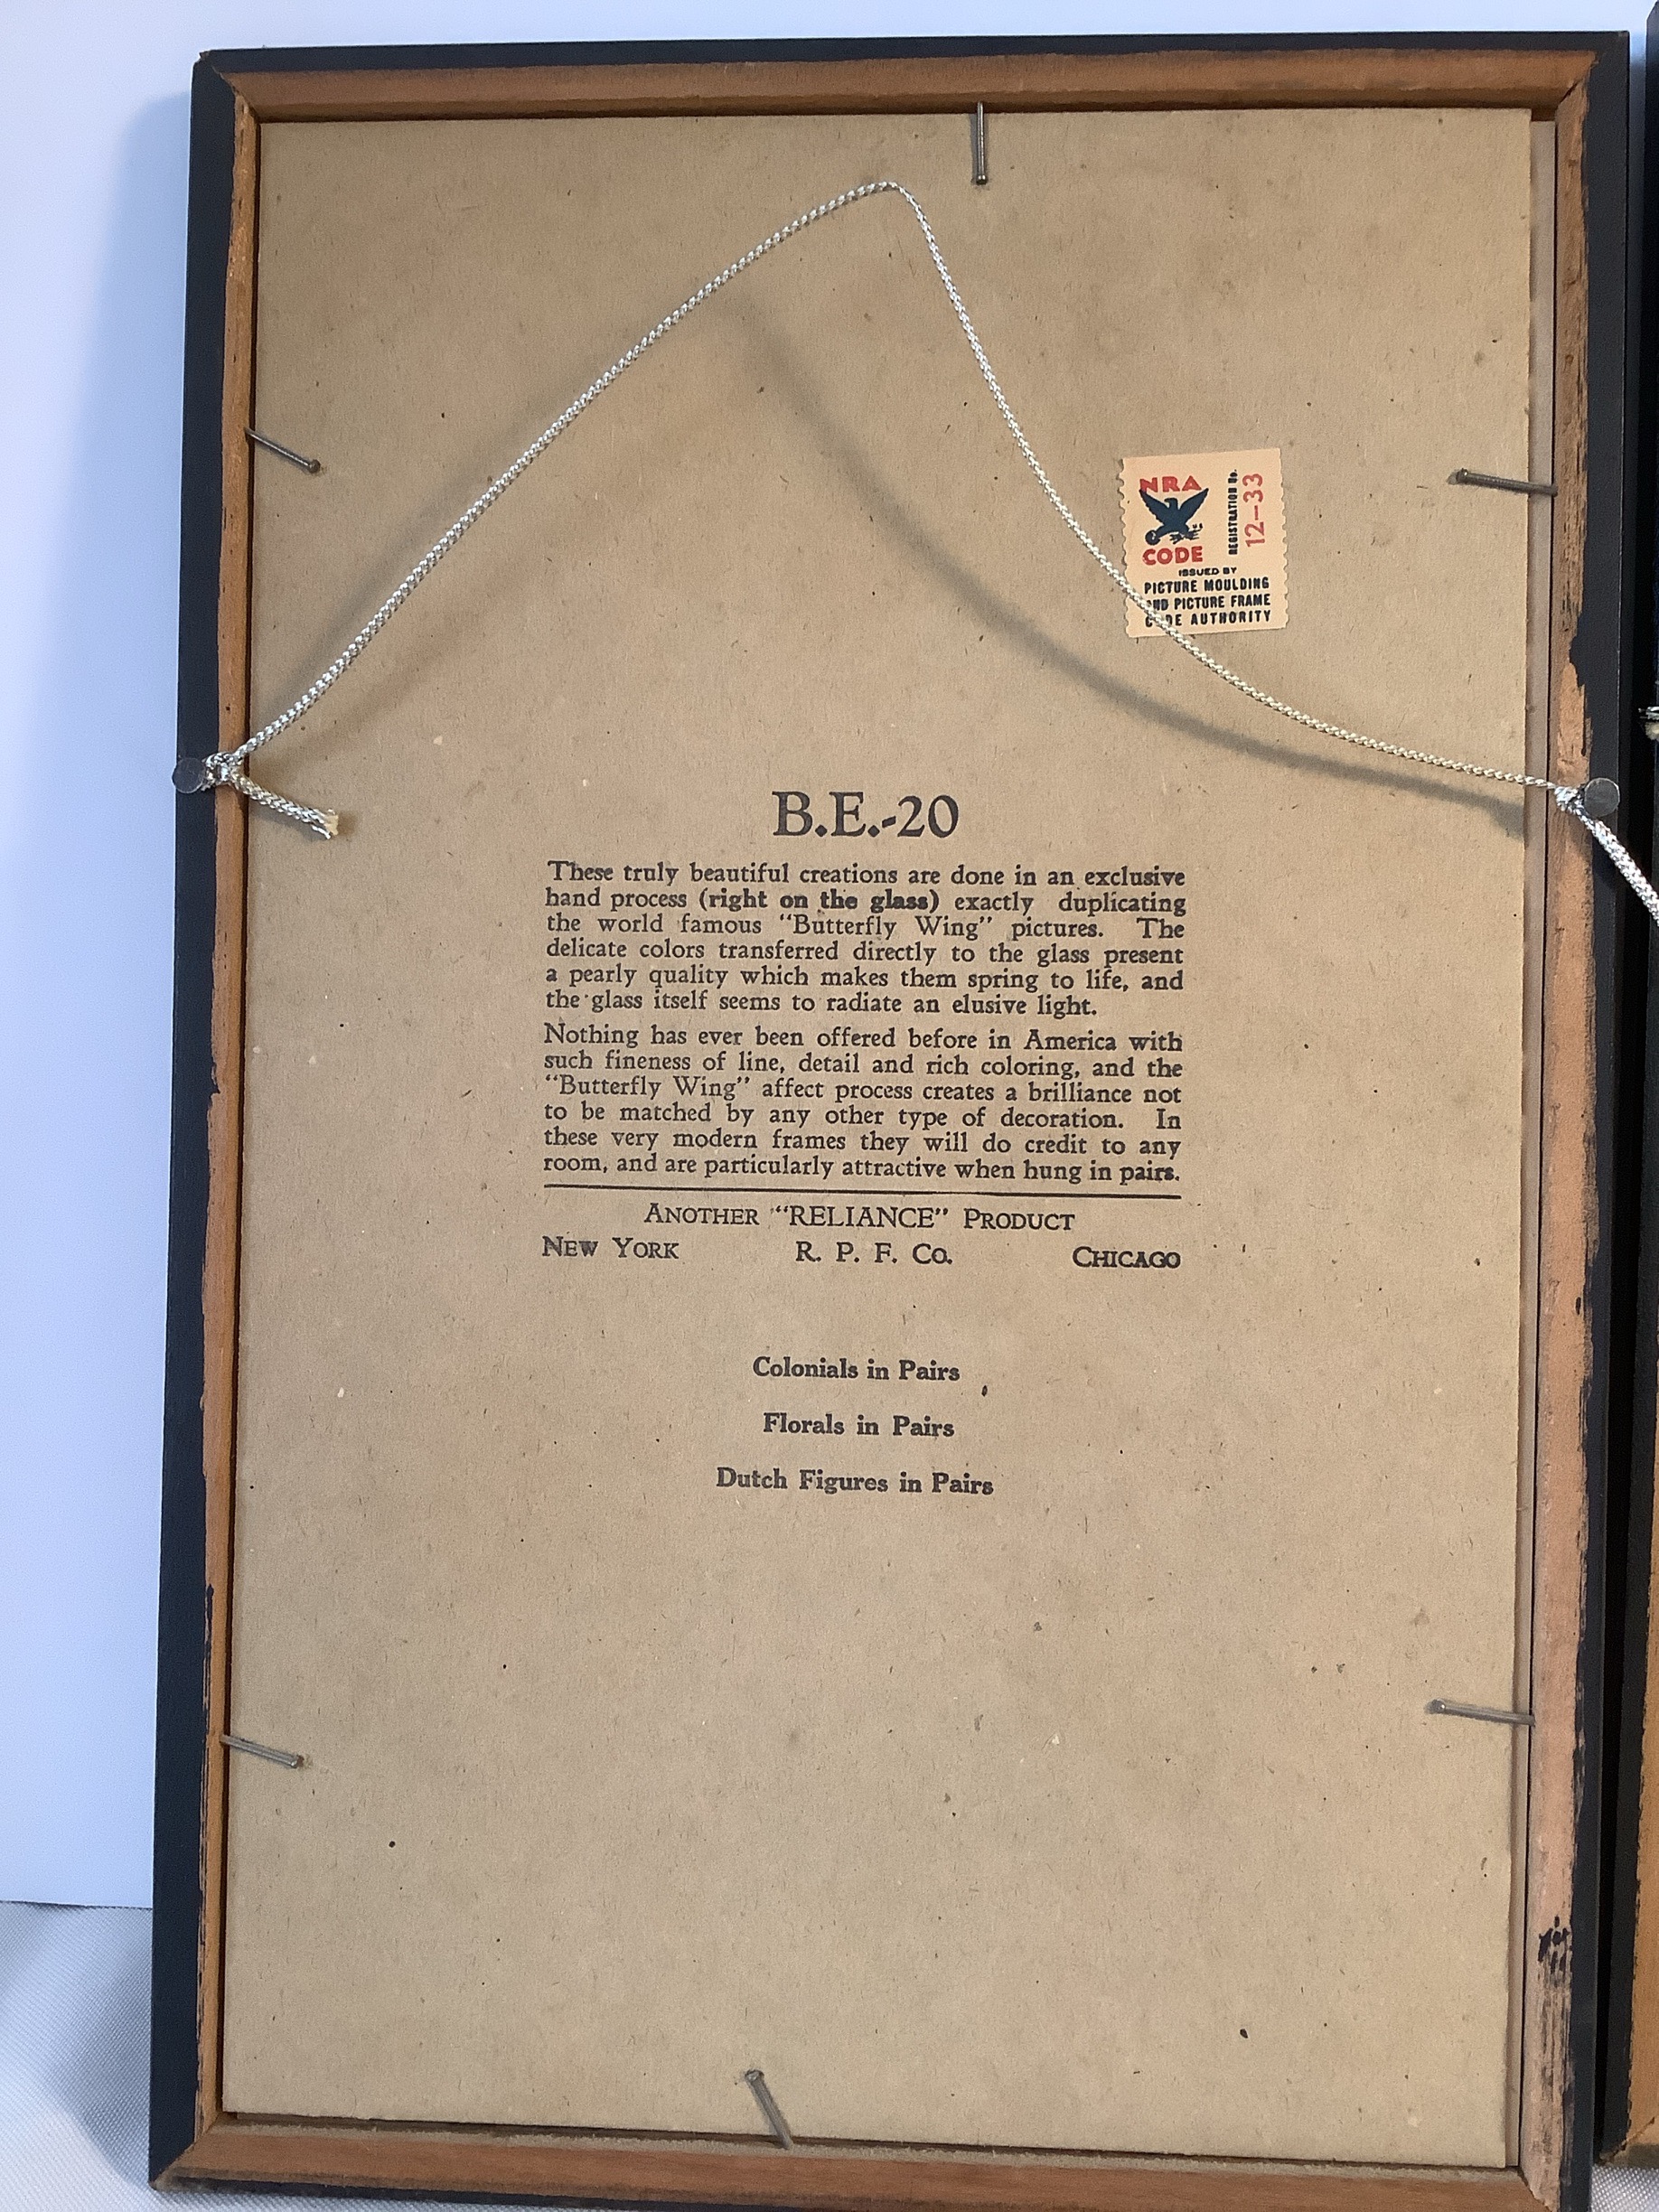 NRA
CODE
REGISTRATION No.
12-33
ISSUED BY
PICTURE MOULDING
AND PICTURE FRAME
CODE AUTHORITY
B.E.-20
These truly beautiful creations are done in an exclusive
hand process (right on the glass) exactly duplicating
the world famous "Butterfly Wing" pictures. The
delicate colors transferred directly to the glass present
a pearly quality which makes them spring to life, and
the glass itself seems to radiate an elusive light.
Nothing has ever been offered before in America with
such fineness of line, detail and rich coloring, and the
"Butterfly Wing" affect process creates a brilliance not
to be matched by any other type of decoration. In
these very modern frames they will do credit to any
room, and are particularly attractive when hung in pairs.
ANOTHER "RELIANCE" PRODUCT
NEW YORK R. P. F. CO. CHICAGO
Colonials in Pairs
Florals in Pairs
Dutch Figures in Pairs